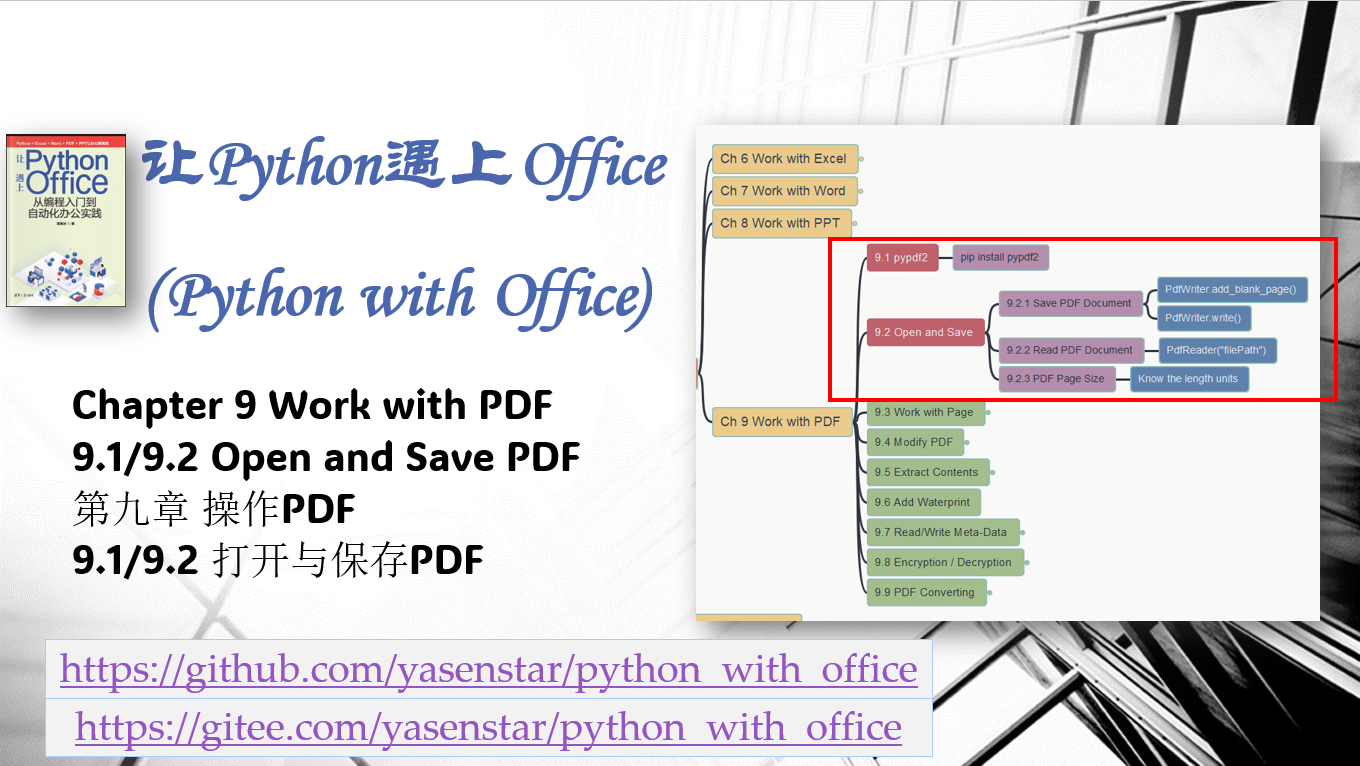 让Python遇上Office
(Python with Office)
Python + Excel + Word + PDF + PPT自动化办公
让
Python
遇上
Office
从编程入门到
自动化办公实践
Chapter 9 Work with PDF
9.1/9.2 Open and Save PDF
第九章 操作PDF
9.1/9.2 打开与保存PDF
https://github.com/yasenstar/python_with_office
https://gitee.com/yasenstar/python_with_office
Ch 6 Work with Excel
Ch 7 Work with Word
Ch 8 Work with PPT
Ch 9 Work with PDF
9.1 pypdf2
pip install pypdf2
9.2 Open and Save
9.2.1 Save PDF Document
PdfWriter.add_blank_page()
PdfWriter.write()
9.2.2 Read PDF Document
PdfReader("filePath")
9.2.3 PDF Page Size
Know the length units
9.3 Work with Page
9.4 Modify PDF
9.5 Extract Contents
9.6 Add Waterprint
9.7 Read/Write Meta-Data
9.8 Encryption / Decryption
9.9 PDF Converting